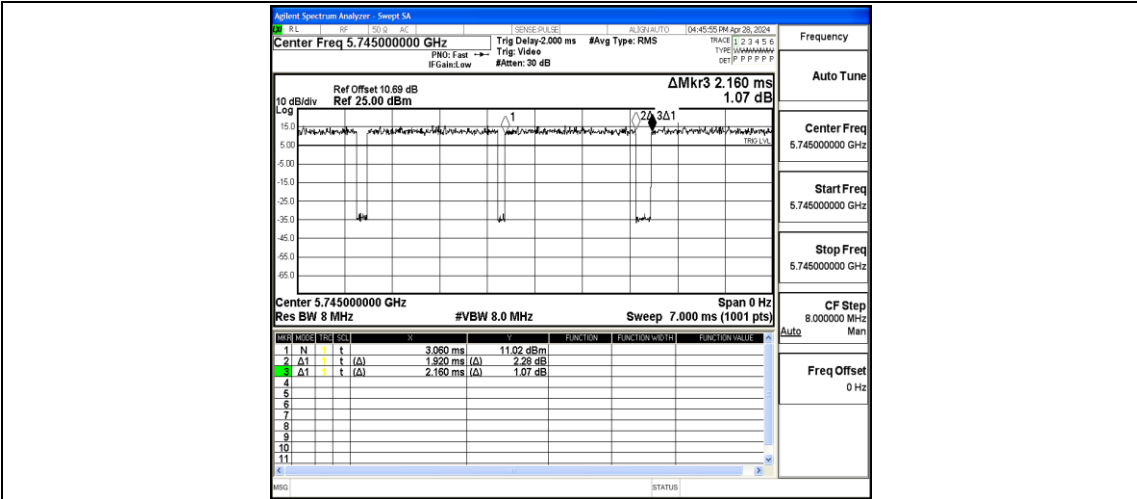 Agilent Spectrum Analyzer - Swept SA
LXI RL RF 50 Ω AC SENSE:PULSE ALIGN AUTO 04:45:55 PM Apr 28, 2024
Center Freq 5.745000000 GHz
PNO: Fast
IFGain:Low
Trig Delay-2.000 ms
Trig: Video
#Atten: 30 dB
#Avg Type: RMS
TRACE 1 2 3 4 5 6
TYPE WWWWWW
DET P P P P P P
Frequency
Auto Tune
Center Freq
5.745000000 GHz
Start Freq
5.745000000 GHz
Stop Freq
5.745000000 GHz
CF Step
8.000000 MHz
Auto Man
Freq Offset
0 Hz
ΔMkr3 2.160 ms
1.07 dB
Ref Offset 10.69 dB
10 dB/div Ref 25.00 dBm
Log
15.0
5.00
-5.00
-15.0
-25.0
-35.0
-45.0
-55.0
-65.0
1
2Δ 3Δ1
TRIG LVL
Center 5.745000000 GHz Span 0 Hz
Res BW 8 MHz #VBW 8.0 MHz Sweep 7.000 ms (1001 pts)
MKR MODE TRC SCL X Y FUNCTION FUNCTION WIDTH FUNCTION VALUE
1 N 1 t 3.060 ms 11.02 dBm
2 Δ1 1 t (Δ) 1.920 ms (Δ) 2.28 dB
3 Δ1 1 t (Δ) 2.160 ms (Δ) 1.07 dB
4
5
6
7
8
9
10
11
MSG STATUS